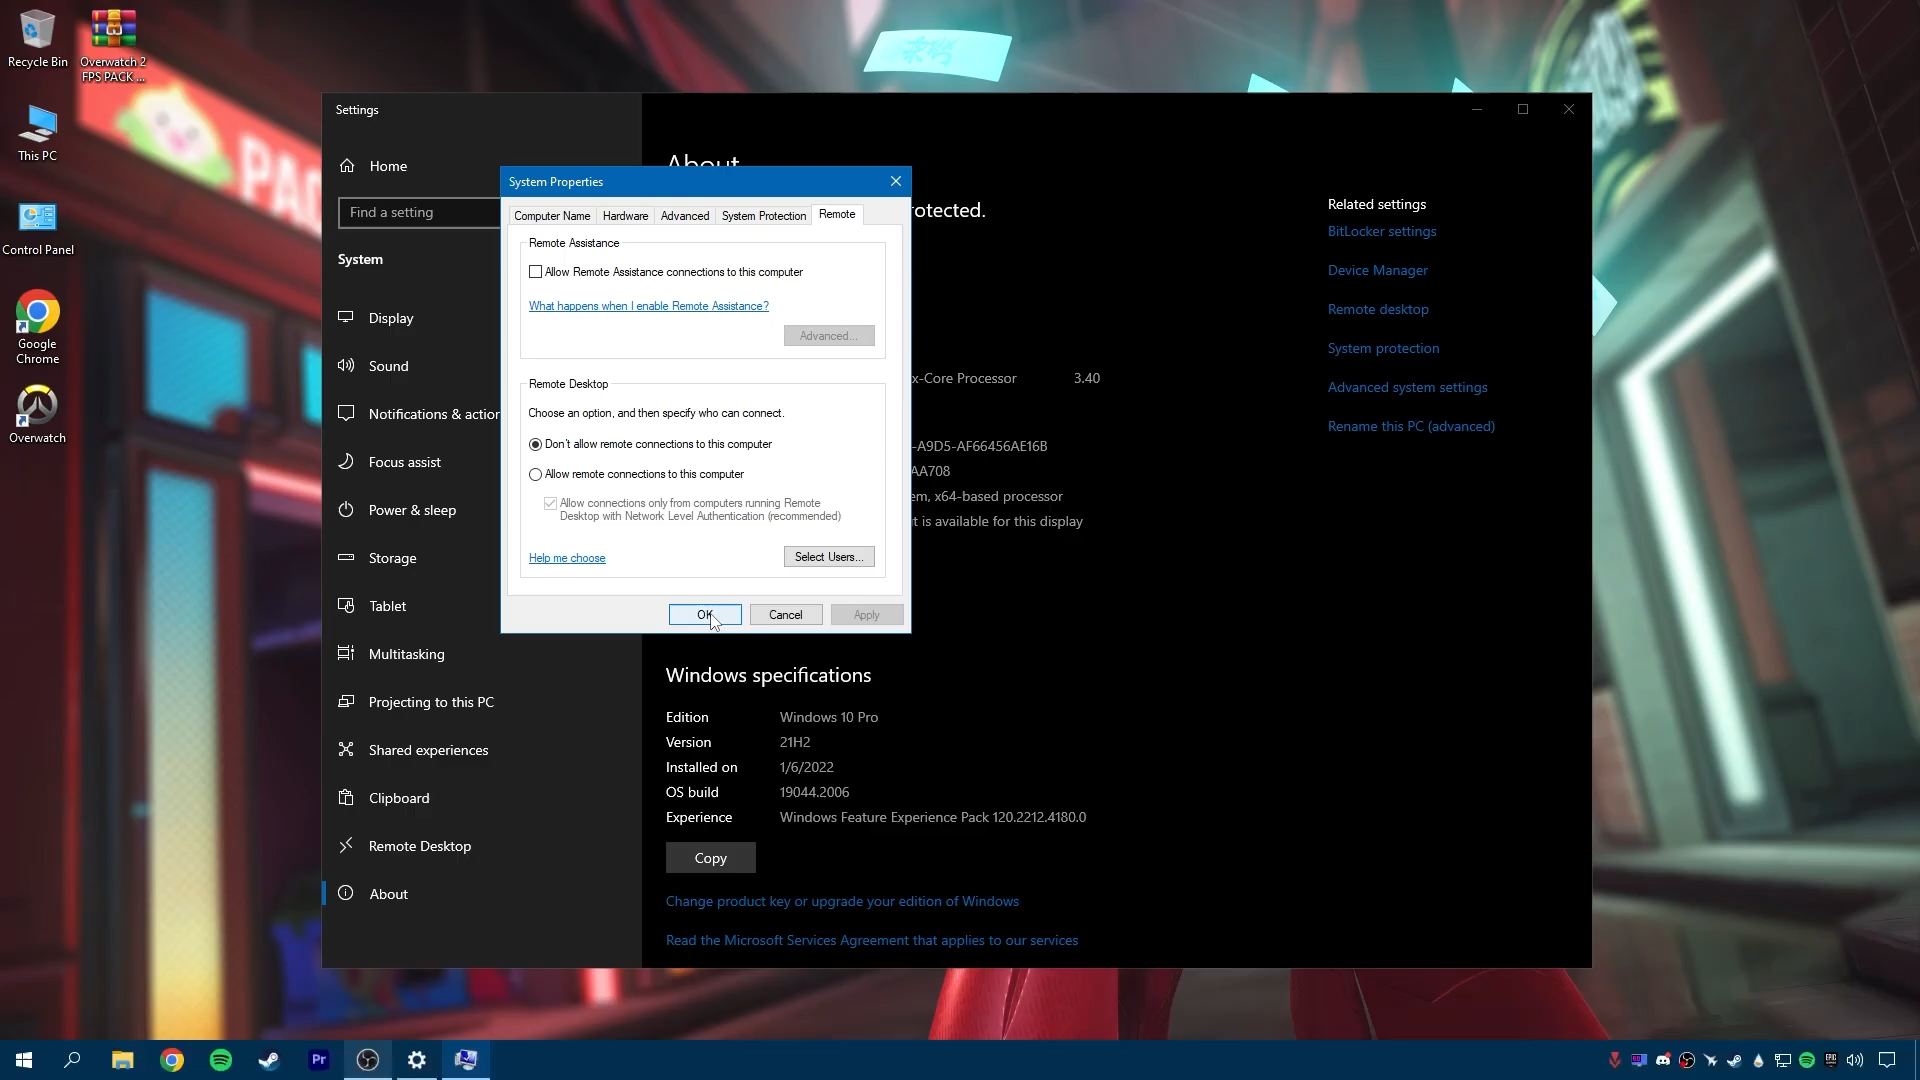 Recycle Bin
Overwatch 2
FPS PACK ...
This PC
Control Panel
Google
Chrome
Overwatch
Settings
Home
Find a setting
System
Display
Sound
Notifications & action
Focus assist
Power & sleep
Storage
Tablet
Multitasking
Projecting to this PC
Shared experiences
Clipboard
Remote Desktop
About
About
otected.
x-Core Processor 3.40
-A9D5-AF66456AE16B
AA708
em, x64-based processor
t is available for this display
System Properties
Computer Name Hardware Advanced System Protection Remote
Remote Assistance
Allow Remote Assistance connections to this computer
What happens when I enable Remote Assistance?
Advanced...
Remote Desktop
Choose an option, and then specify who can connect.
Don't allow remote connections to this computer
Allow remote connections to this computer
Allow connections only from computers running Remote
Desktop with Network Level Authentication (recommended)
Help me choose
Select Users...
OK Cancel Apply
Windows specifications
Edition Windows 10 Pro
Version 21H2
Installed on 1/6/2022
OS build 19044.2006
Experience Windows Feature Experience Pack 120.2212.4180.0
Copy
Change product key or upgrade your edition of Windows
Read the Microsoft Services Agreement that applies to our services
Related settings
BitLocker settings
Device Manager
Remote desktop
System protection
Advanced system settings
Rename this PC (advanced)
Pr